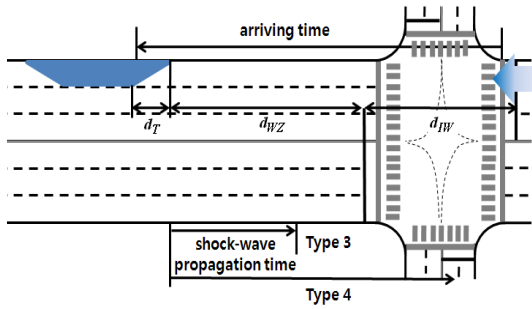 arriving time
d_T
d_WZ
d_IW
shock-wave
propagation time
Type 3
Type 4